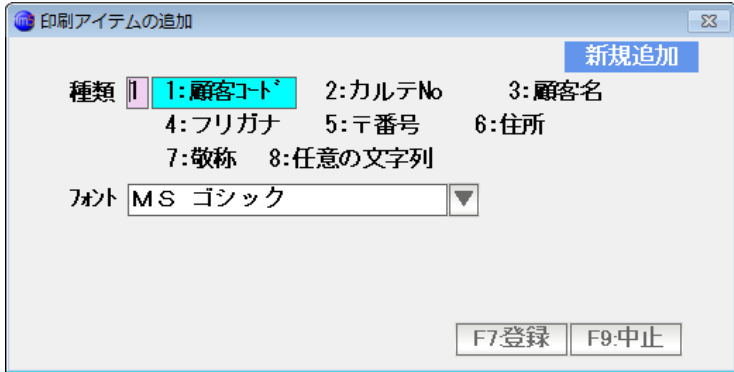 印刷アイテムの追加
新規追加
種類 1 1:顧客ｺｰﾄﾞ 2:カルテNo 3:顧客名
4:フリガナ 5:〒番号 6:住所
7:敬称 8:任意の文字列
ﾌｫﾝﾄ ＭＳ ゴシック
F7:登録 F9:中止